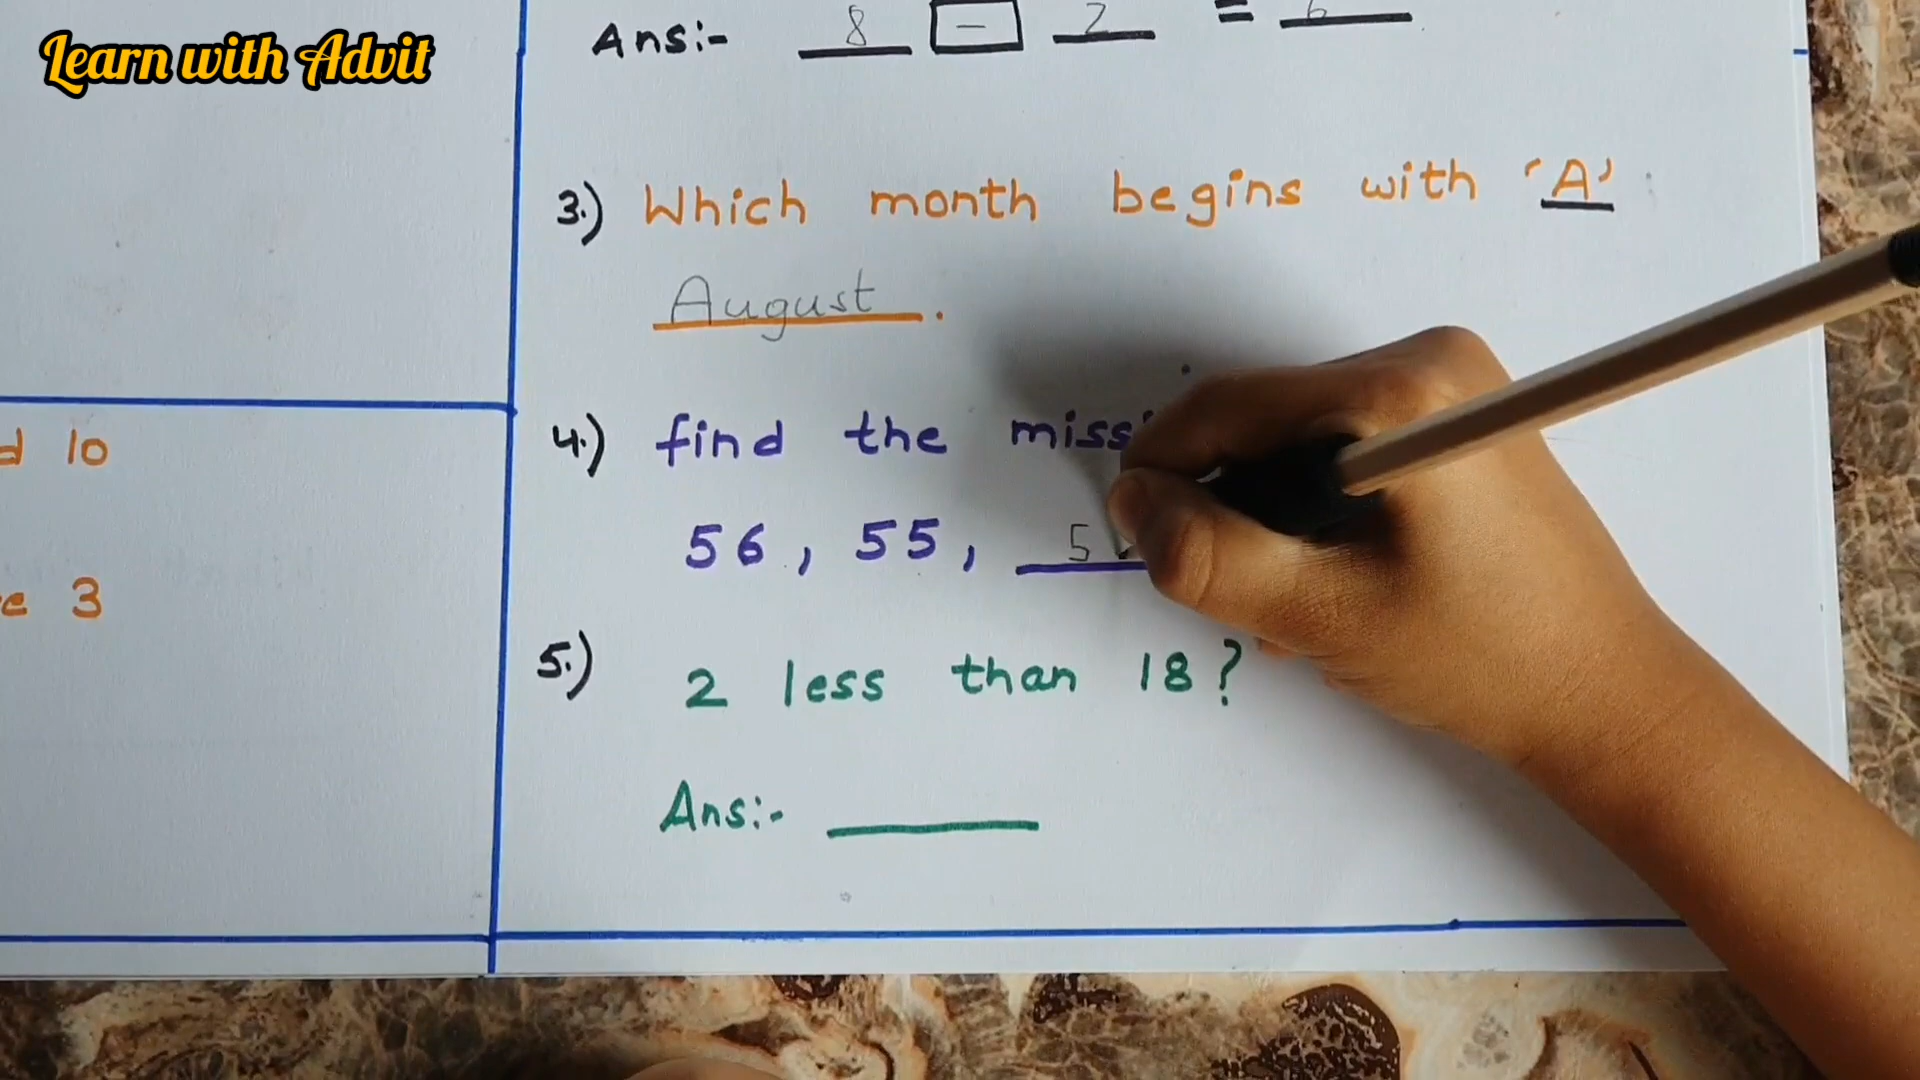 Learn with Advit
Ans:- 8 - 2 = 6
3.) Which month begins with 'A'
August.
4.) find the
56, 55, 5
5.) 2 less than 18?
Ans:-
10
3